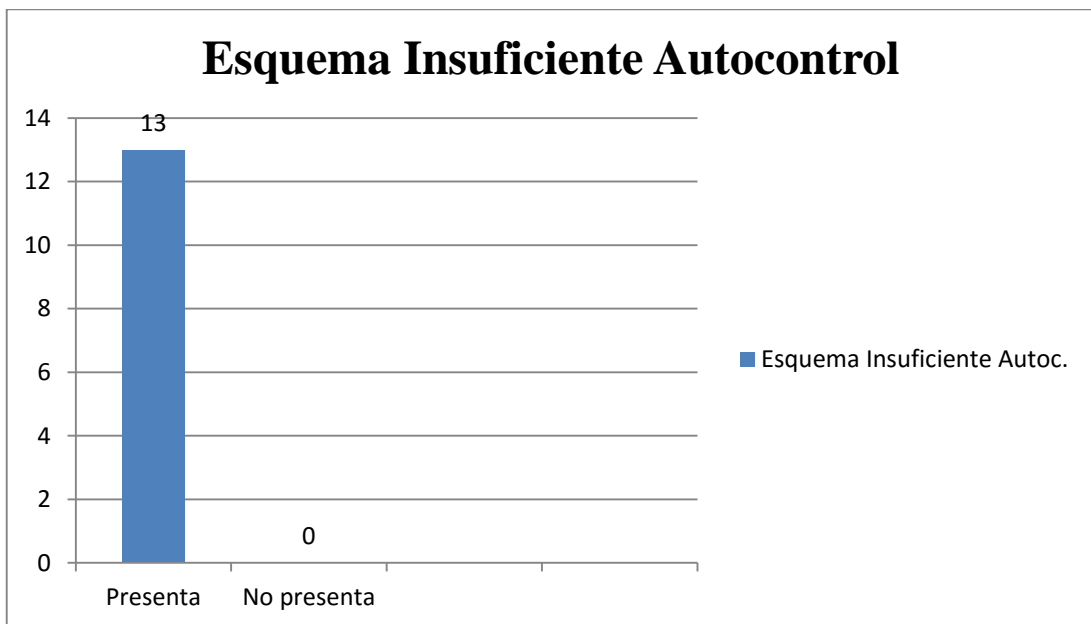 Esquema Insuficiente Autocontrol
14
12
10
8
6
4
2
0
13
0
Presenta
No presenta
Esquema Insuficiente Autoc.